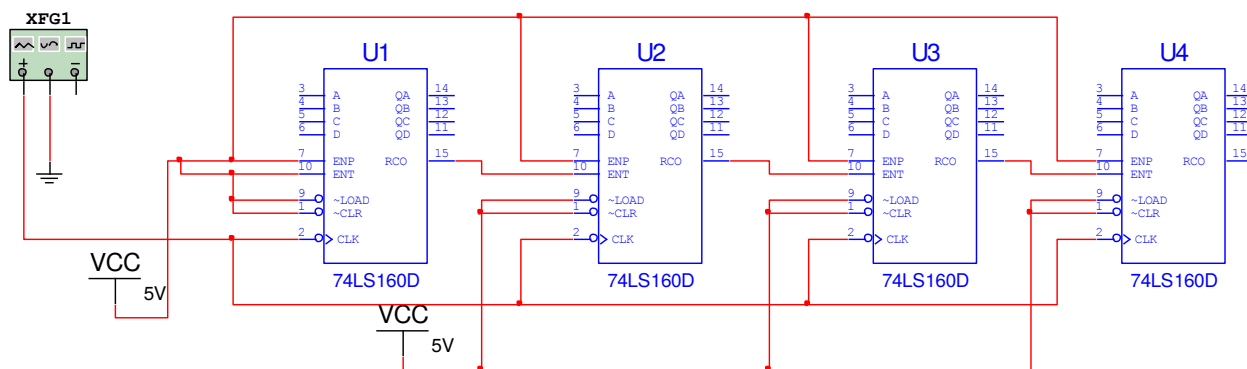 XFG1
U1
U2
U3
U4
3 A QA 14
4 B QB 13
5 C QC 12
6 D QD 11
7 ENP RCO 15
10 ENT
9 ~LOAD
1 ~CLR
2 CLK
74LS160D
3 A QA 14
4 B QB 13
5 C QC 12
6 D QD 11
7 ENP RCO 15
10 ENT
9 ~LOAD
1 ~CLR
2 CLK
74LS160D
3 A QA 14
4 B QB 13
5 C QC 12
6 D QD 11
7 ENP RCO 15
10 ENT
9 ~LOAD
1 ~CLR
2 CLK
74LS160D
3 A QA 14
4 B QB 13
5 C QC 12
6 D QD 11
7 ENP RCO 15
10 ENT
9 ~LOAD
1 ~CLR
2 CLK
74LS160D
VCC
5V
VCC
5V